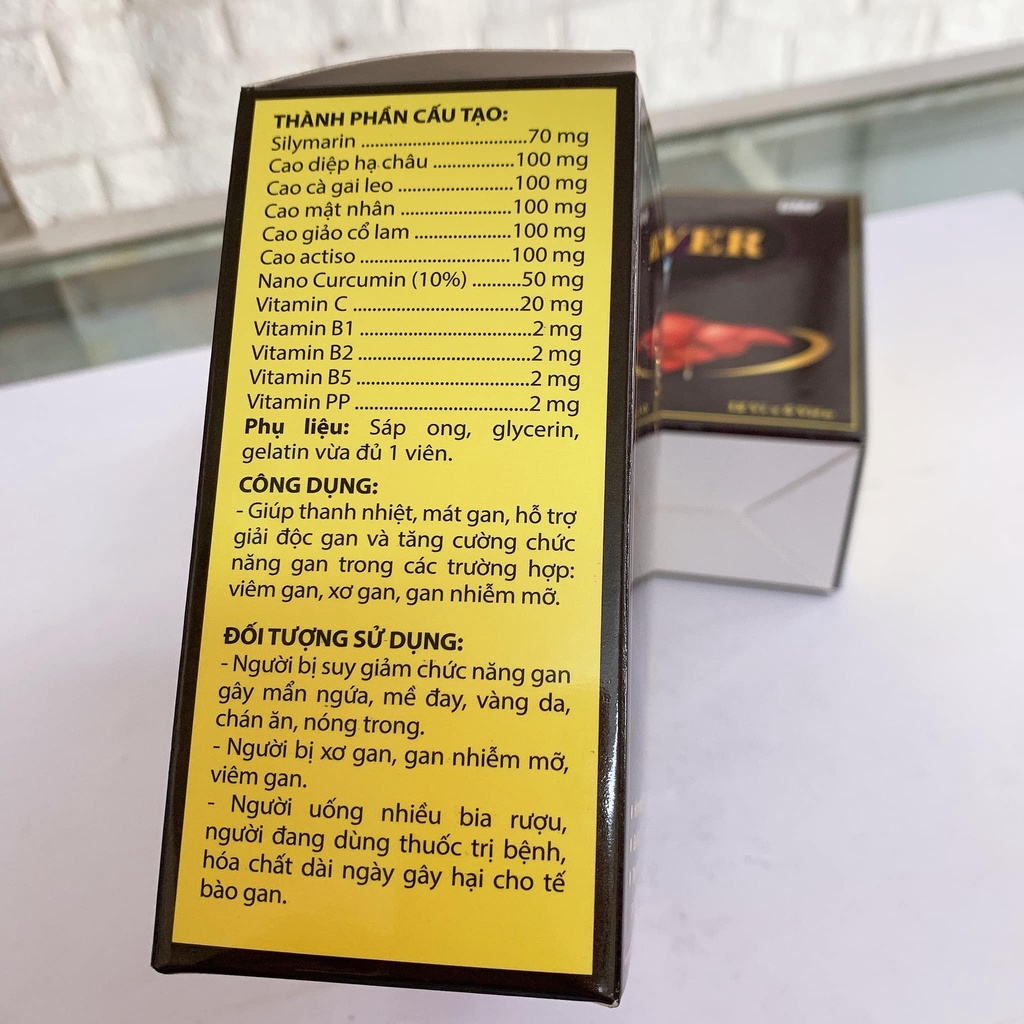 THÀNH PHẦN CẤU TẠO:
Silymarin ...................................70 mg
Cao diệp hạ châu .................100 mg
Cao cà gai leo ........................100 mg
Cao mật nhân .......................100 mg
Cao giảo cổ lam ....................100 mg
Cao actiso ................................100 mg
Nano Curcumin (10%) ..........50 mg
Vitamin C ...................................20 mg
Vitamin B1 ....................................2 mg
Vitamin B2 ....................................2 mg
Vitamin B5 ....................................2 mg
Vitamin PP ....................................2 mg
Phụ liệu: Sáp ong, glycerin,
gelatin vừa đủ 1 viên.
CÔNG DỤNG:
- Giúp thanh nhiệt, mát gan, hỗ trợ
giải độc gan và tăng cường chức
năng gan trong các trường hợp:
viêm gan, xơ gan, gan nhiễm mỡ.
ĐỐI TƯỢNG SỬ DỤNG:
- Người bị suy giảm chức năng gan
gây mẩn ngứa, mề đay, vàng da,
chán ăn, nóng trong.
- Người bị xơ gan, gan nhiễm mỡ,
viêm gan.
- Người uống nhiều bia rượu,
người đang dùng thuốc trị bệnh,
hóa chất dài ngày gây hại cho tế
bào gan.
VER